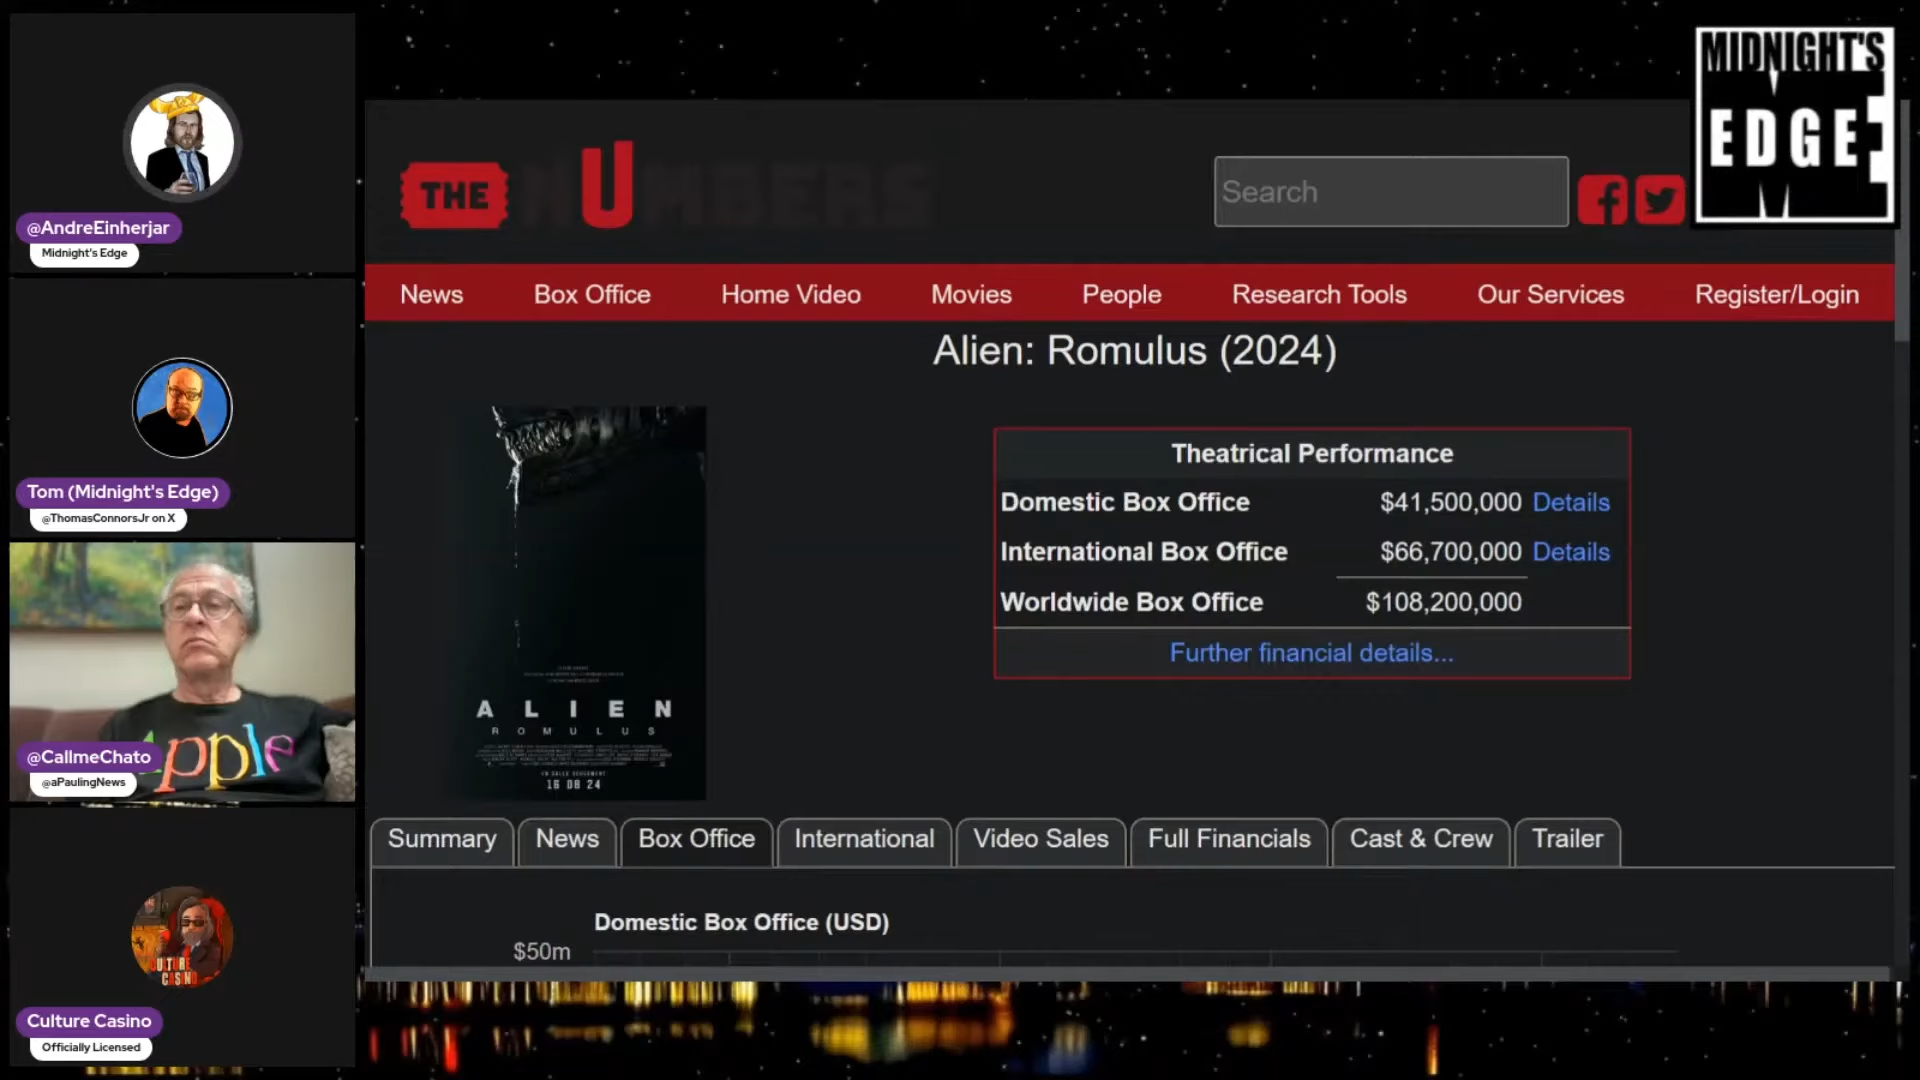 @AndreEinherjar
Midnight's Edge
Tom (Midnight's Edge)
@ThomasConnorsJr on X
Apple
@CallmeChato
@aPaulingNews
CULTURE
CASINO
Culture Casino
Officially Licensed
MIDNIGHT'S
EDGE
THE NUMBERS
Search
News Box Office Home Video Movies People Research Tools Our Services Register/Login
Alien: Romulus (2024)
ALIEN
ROMULUS
16 08 24
Theatrical Performance
Domestic Box Office $41,500,000 Details
International Box Office $66,700,000 Details
Worldwide Box Office $108,200,000
Further financial details...
Summary News Box Office International Video Sales Full Financials Cast & Crew Trailer
Domestic Box Office (USD)
$50m